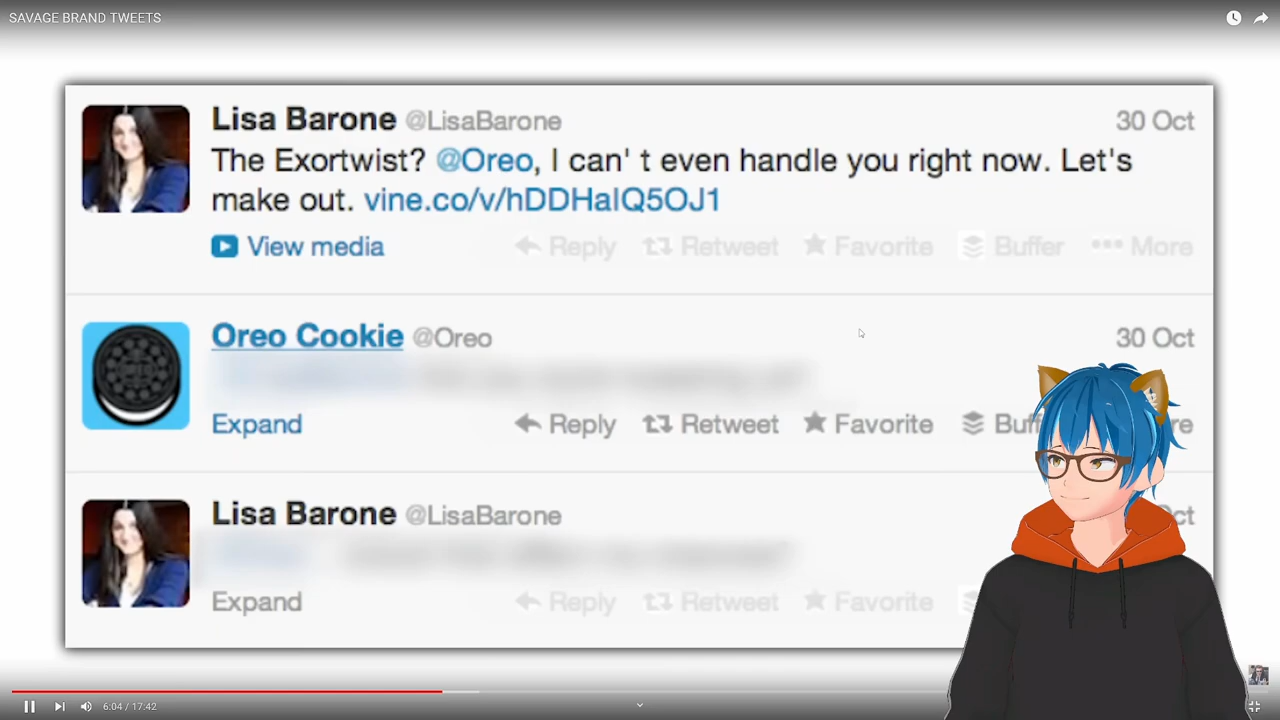 SAVAGE BRAND TWEETS
Lisa Barone @LisaBarone 30 Oct
The Exortwist? @Oreo, I can' t even handle you right now. Let's
make out. vine.co/v/hDDHaIQ5OJ1
View media Reply Retweet Favorite Buffer More
Oreo Cookie @Oreo 30 Oct
Expand Reply Retweet Favorite
Lisa Barone @LisaBarone
Expand Reply Retweet Favorite
6:04 / 17:42